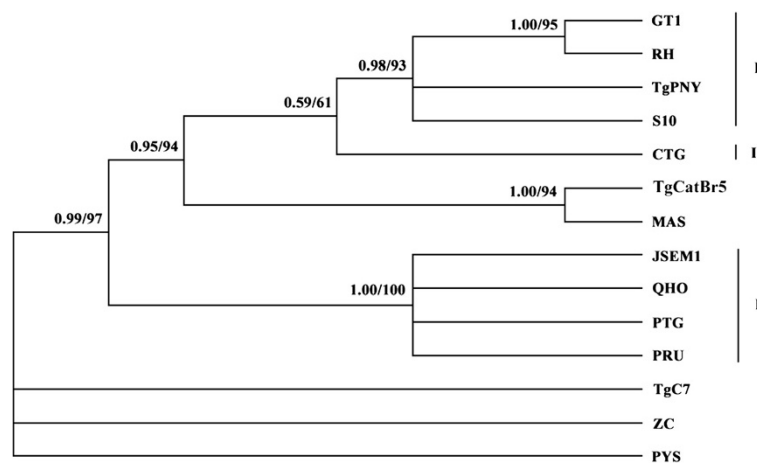 GT1
1.00/95
RH
0.98/93
TgPNY
0.59/61
S10
0.95/94
CTG
TgCatBr5
1.00/94
MAS
0.99/97
JSEM1
QHO
1.00/100
PTG
PRU
TgC7
ZC
PYS